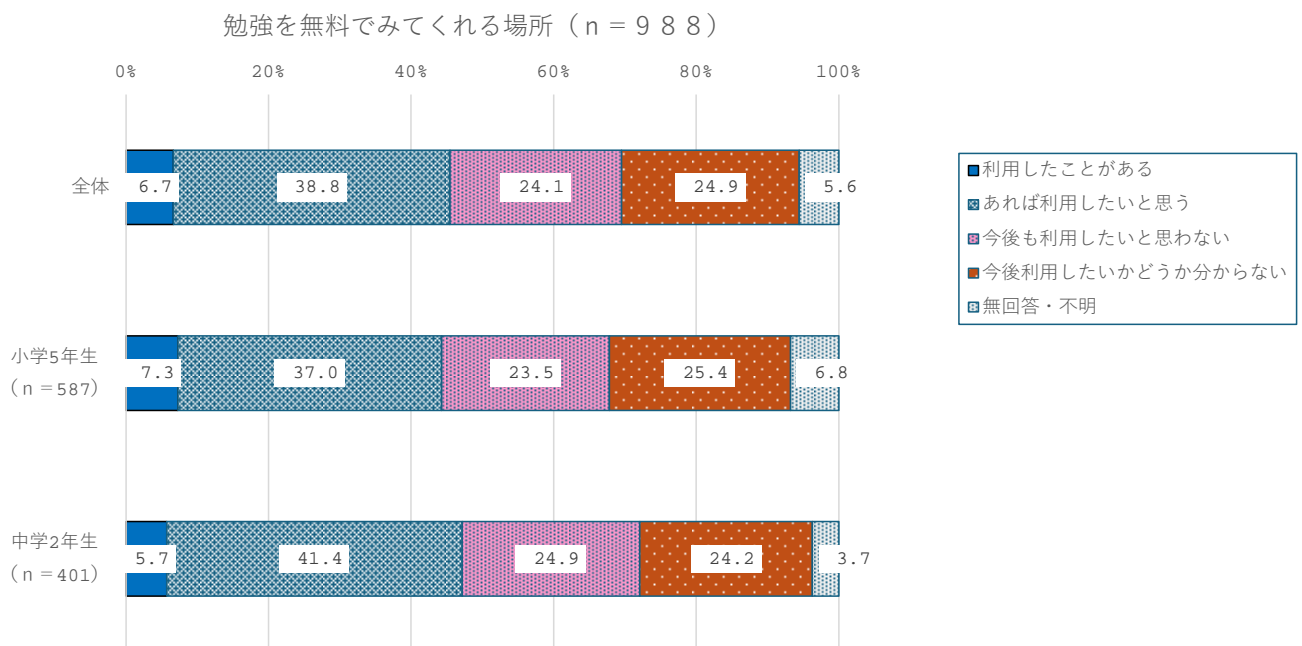 勉強を無料でみてくれる場所（ｎ＝９８８）
0% 20% 40% 60% 80% 100%
全体 6.7 38.8 24.1 24.9 5.6
小学5年生
（ｎ＝587） 7.3 37.0 23.5 25.4 6.8
中学2年生
（ｎ＝401） 5.7 41.4 24.9 24.2 3.7
利用したことがある
あれば利用したいと思う
今後も利用したいと思わない
今後利用したいかどうか分からない
無回答・不明